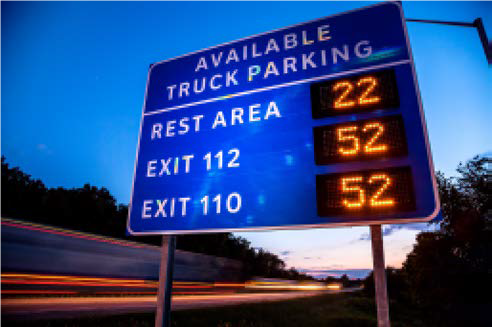 AVAILABLE
TRUCK PARKING
REST AREA 22
EXIT 112 52
EXIT 110 52